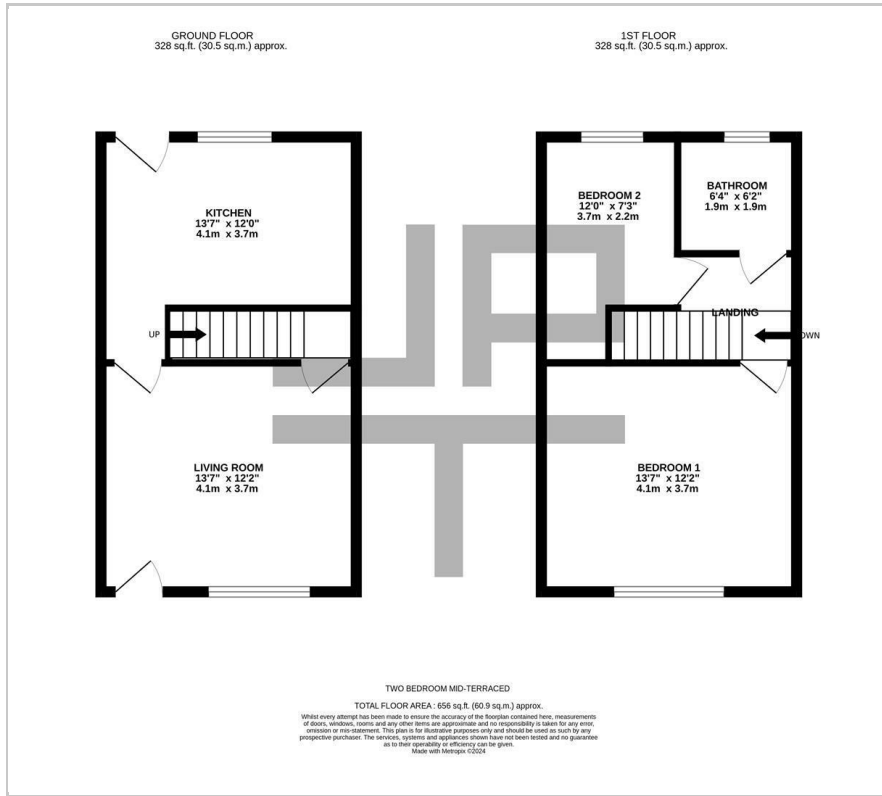 GROUND FLOOR
328 sq.ft. (30.5 sq.m.) approx.
1ST FLOOR
328 sq.ft. (30.5 sq.m.) approx.
KITCHEN
13'7" x 12'0"
4.1m x 3.7m
UP
LIVING ROOM
13'7" x 12'2"
4.1m x 3.7m
BEDROOM 2
12'0" x 7'3"
3.7m x 2.2m
BATHROOM
6'4" x 6'2"
1.9m x 1.9m
LANDING
OWN
BEDROOM 1
13'7" x 12'2"
4.1m x 3.7m
TWO BEDROOM MID-TERRACED
TOTAL FLOOR AREA : 656 sq.ft. (60.9 sq.m.) approx.
Whilst every attempt has been made to ensure the accuracy of the floorplan contained here, measurements
of doors, windows, rooms and any other items are approximate and no responsibility is taken for any error,
omission or mis-statement. This plan is for illustrative purposes only and should be used as such by any
prospective purchaser. The services, systems and appliances shown have not been tested and no guarantee
as to their operability or efficiency can be given.
Made with Metropix ©2024